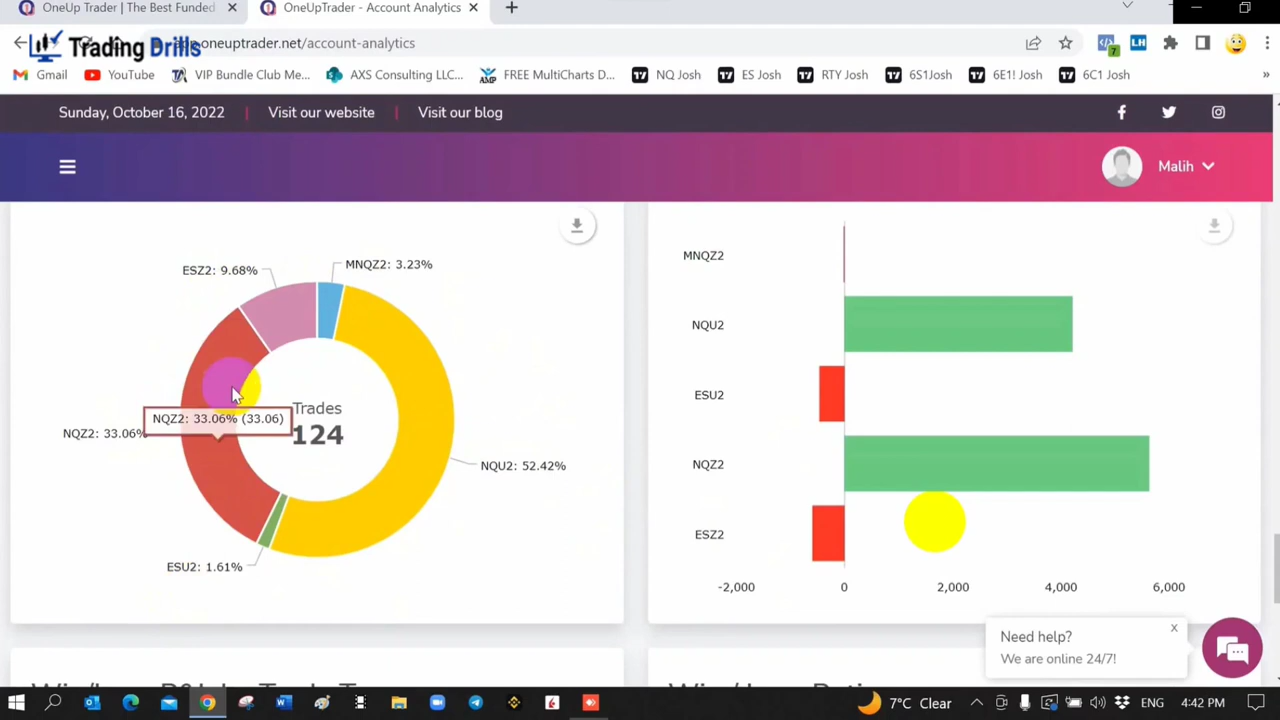 OneUp Trader | The Best Funded
OneUpTrader - Account Analytics
Trading Drills
oneuptrader.net/account-analytics
Gmail
YouTube
VIP Bundle Club Me...
AXS Consulting LLC...
FREE MultiCharts D...
NQ Josh
ES Josh
RTY Josh
6S1Josh
6E1! Josh
6C1 Josh
»
7
LH
Sunday, October 16, 2022 | Visit our website | Visit our blog
Malih
ESZ2: 9.68%
MNQZ2: 3.23%
NQZ2: 33.06% (33.06)
NQZ2: 33.06%
Trades
124
NQU2: 52.42%
ESU2: 1.61%
MNQZ2
NQU2
ESU2
NQZ2
ESZ2
-2,000 0 2,000 4,000 6,000
Need help? x
We are online 24/7!
7°C Clear
ENG
4:42 PM